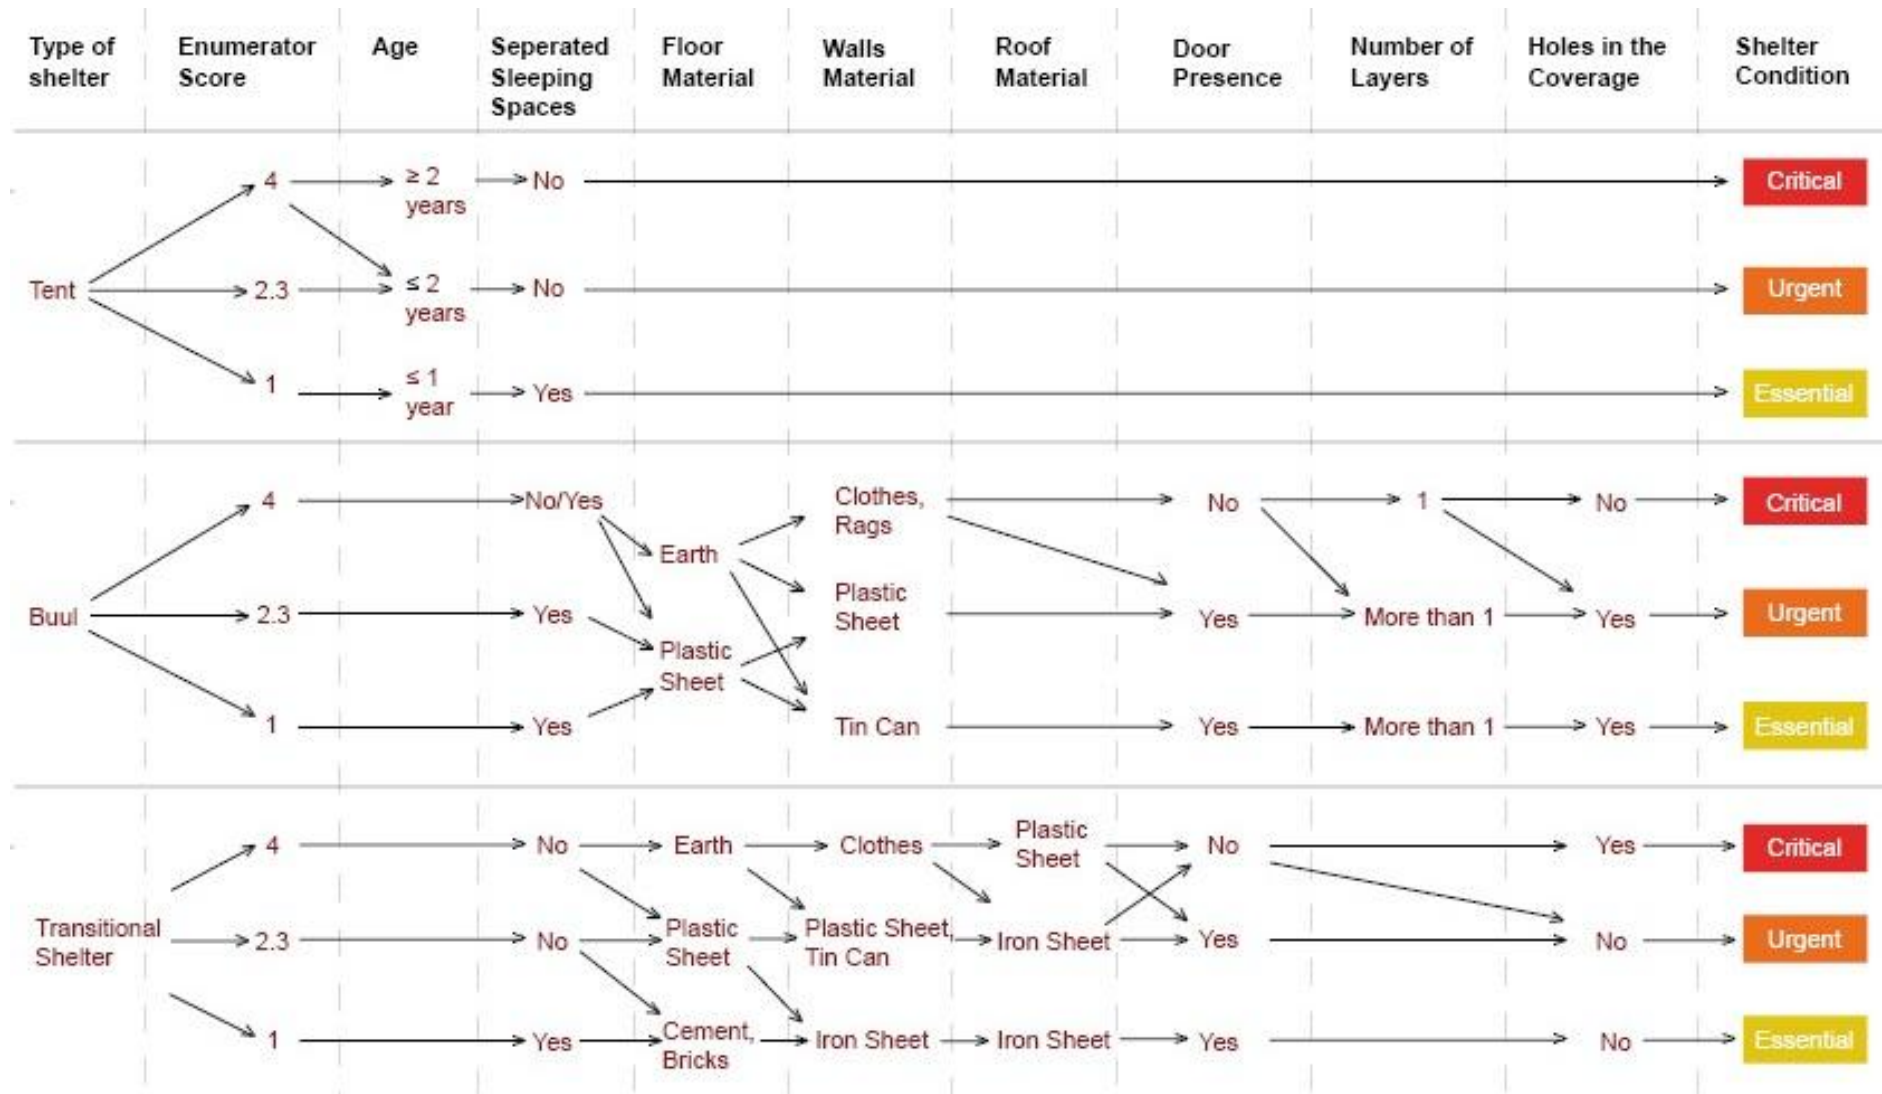 Type of
shelter
Enumerator
Score
Age
Seperated
Sleeping
Spaces
Floor
Material
Walls
Material
Roof
Material
Door
Presence
Number of
Layers
Holes in the
Coverage
Shelter
Condition
Tent
4
≥ 2
years
No
Critical
2.3
≤ 2
years
No
Urgent
1
≤ 1
year
Yes
Essential
Buul
4
No/Yes
Earth
Clothes,
Rags
No
1
No
Critical
2.3
Yes
Plastic
Sheet
Plastic
Sheet
Yes
More than 1
Yes
Urgent
1
Yes
Tin Can
Yes
More than 1
Yes
Essential
Transitional
Shelter
4
No
Earth
Clothes
Plastic
Sheet
No
Yes
Critical
2.3
No
Plastic
Sheet
Plastic Sheet,
Tin Can
Iron Sheet
Yes
No
Urgent
1
Yes
Cement,
Bricks
Iron Sheet
Iron Sheet
Yes
No
Essential